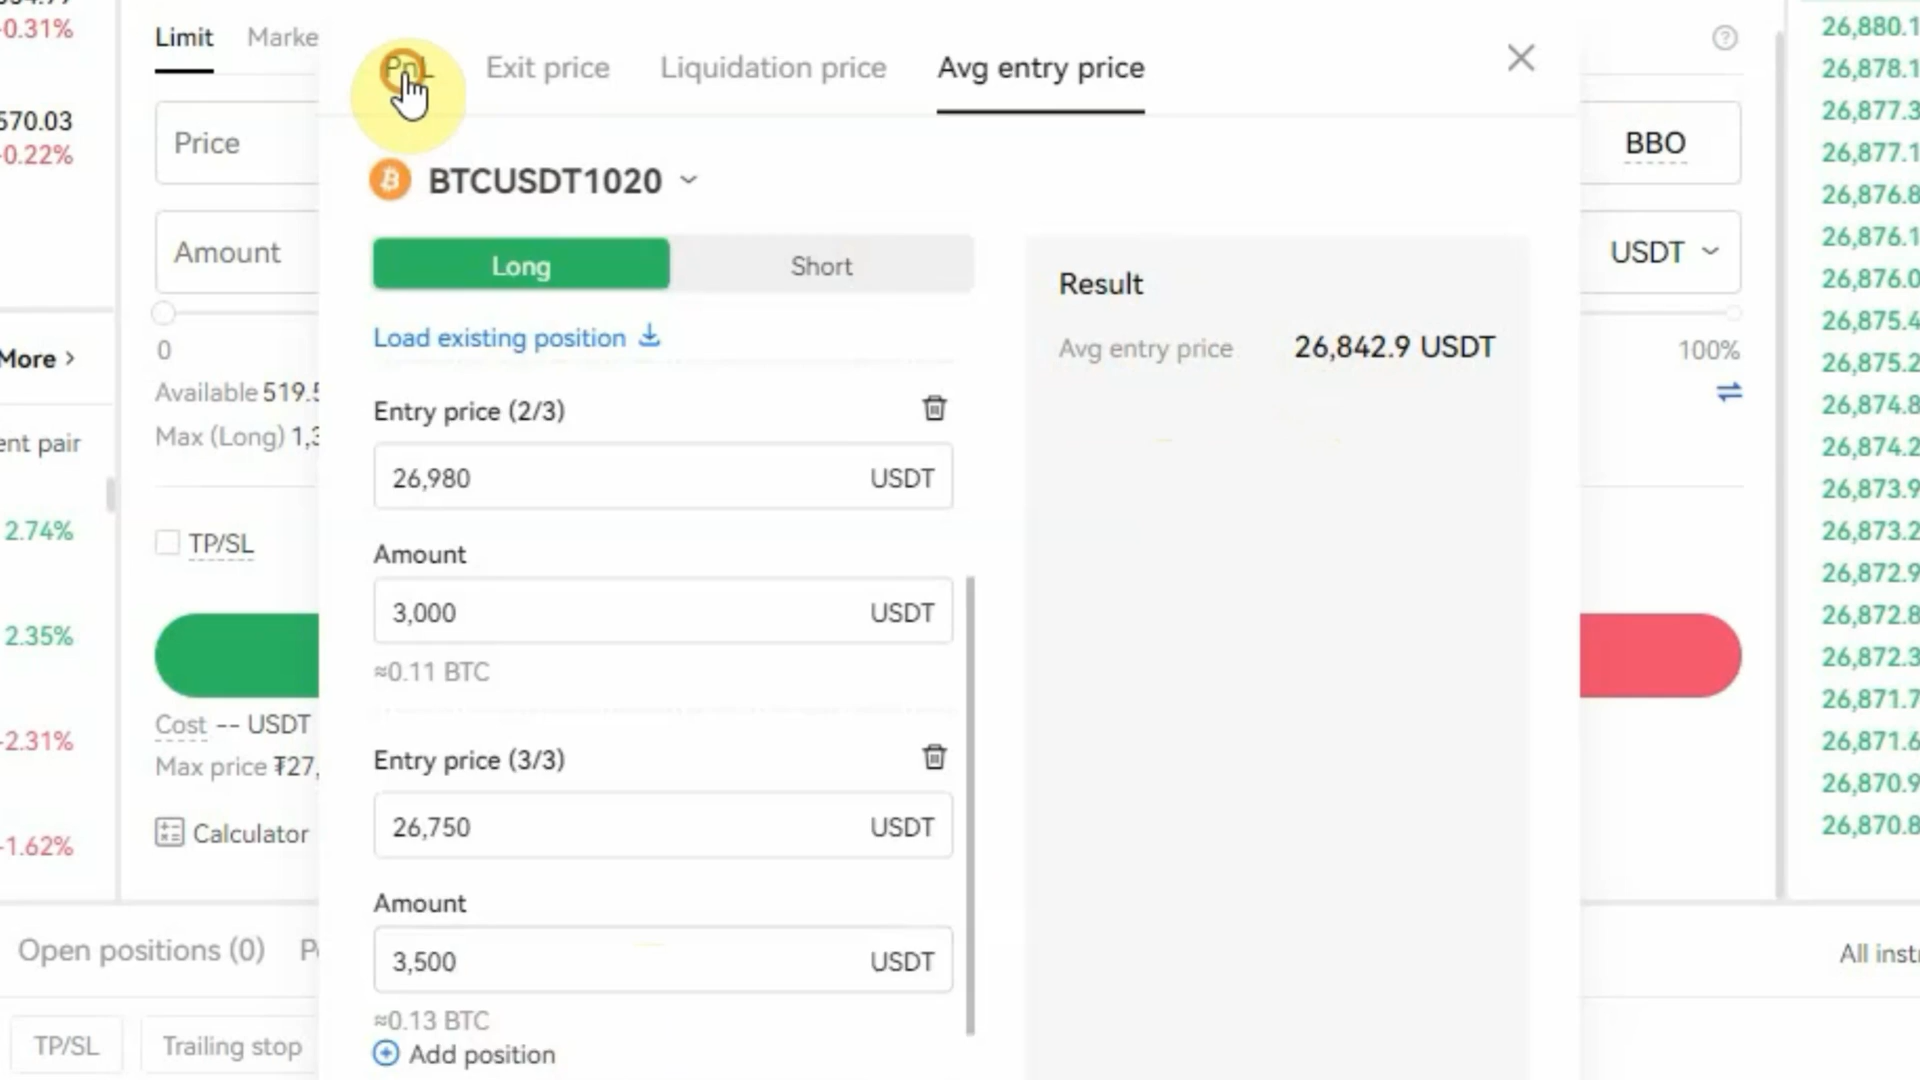 -0.31%
570.03
-0.22%
More >
ent pair
2.74%
2.35%
-2.31%
-1.62%
Limit
Marke
Price
Amount
0
Available 519.5
Max (Long) 1,3
TP/SL
Cost -- USDT
Max price ₮27,
Calculator
PnL
Exit price
Liquidation price
Avg entry price
BTCUSDT1020
Long
Short
Load existing position
Entry price (2/3)
26,980 USDT
Amount
3,000 USDT
≈0.11 BTC
Entry price (3/3)
26,750 USDT
Amount
3,500 USDT
≈0.13 BTC
Add position
Result
Avg entry price 26,842.9 USDT
BBO
USDT
100%
26,880.1
26,878.1
26,877.3
26,877.1
26,876.8
26,876.1
26,876.0
26,875.4
26,875.2
26,874.8
26,874.2
26,873.9
26,873.2
26,872.9
26,872.8
26,872.3
26,871.7
26,871.6
26,870.9
26,870.8
Open positions (0)
All inst
TP/SL
Trailing stop